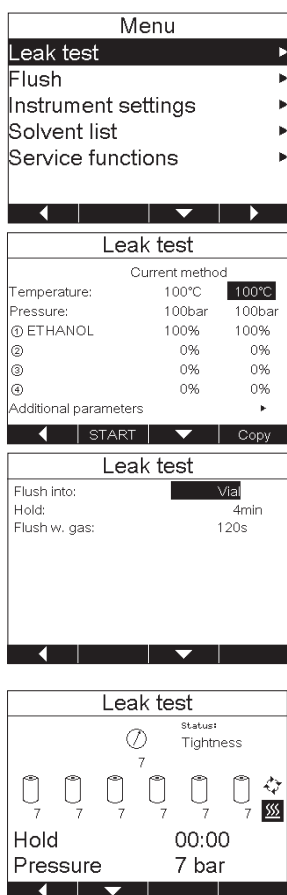 Menu
Leak test
Flush
Instrument settings
Solvent list
Service functions
Leak test
Current method
Temperature: 100°C 100°C
Pressure: 100bar 100bar
① ETHANOL 100% 100%
② 0% 0%
③ 0% 0%
④ 0% 0%
Additional parameters
START Copy
Leak test
Flush into: Vial
Hold: 4min
Flush w. gas: 120s
Leak test
Status:
Tightness
7
7 7 7 7 7 7
Hold 00:00
Pressure 7 bar